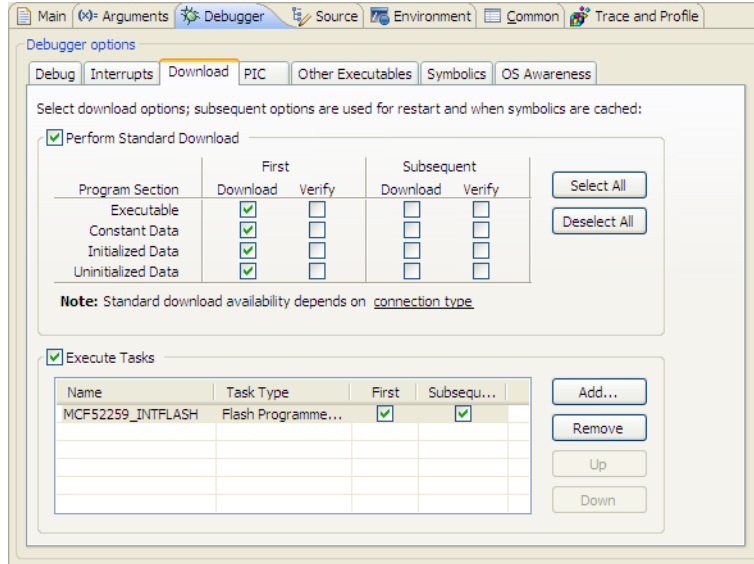 Main (x)= Arguments Debugger Source Environment Common Trace and Profile
Debugger options
Debug Interrupts Download PIC Other Executables Symbolics OS Awareness
Select download options; subsequent options are used for restart and when symbolics are cached:
Perform Standard Download
First Subsequent
Program Section Download Verify Download Verify
Select All
Executable
Constant Data
Deselect All
Initialized Data
Uninitialized Data
Note: Standard download availability depends on connection type
Execute Tasks
Name Task Type First Subsequ... Add...
MCF52259_INTFLASH Flash Programme...
Remove
Up
Down